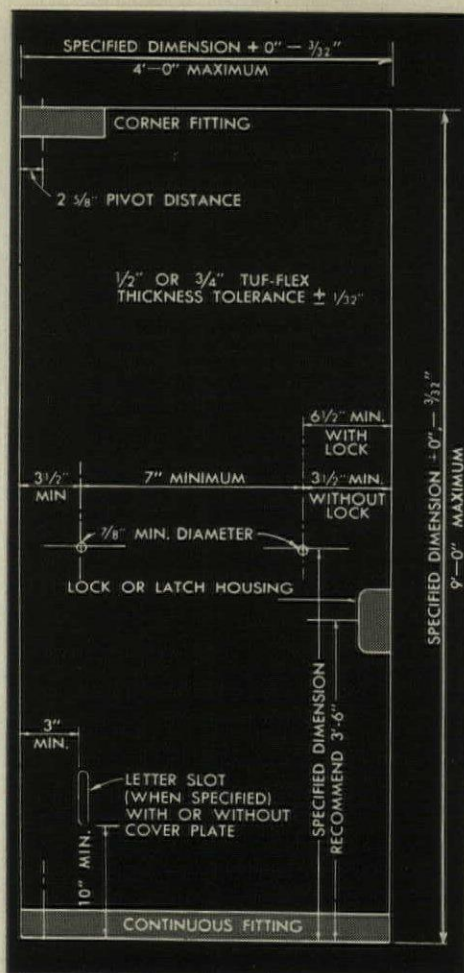 SPECIFIED DIMENSION + 0" — 3/32"
4'—0" MAXIMUM
CORNER FITTING
2 5/8" PIVOT DISTANCE
1/2" OR 3/4" TUF-FLEX
THICKNESS TOLERANCE ± 1/32"
6 1/2" MIN.
WITH
LOCK
3 1/2"
MIN
7" MINIMUM
3 1/2" MIN.
WITHOUT
LOCK
7/8" MIN. DIAMETER
LOCK OR LATCH HOUSING
SPECIFIED DIMENSION + 0", — 3/32"
9'—0" MAXIMUM
3"
MIN.
LETTER SLOT
(WHEN SPECIFIED)
WITH OR WITHOUT
COVER PLATE
10" MIN.
SPECIFIED DIMENSION
RECOMMEND 3'-6"
CONTINUOUS FITTING